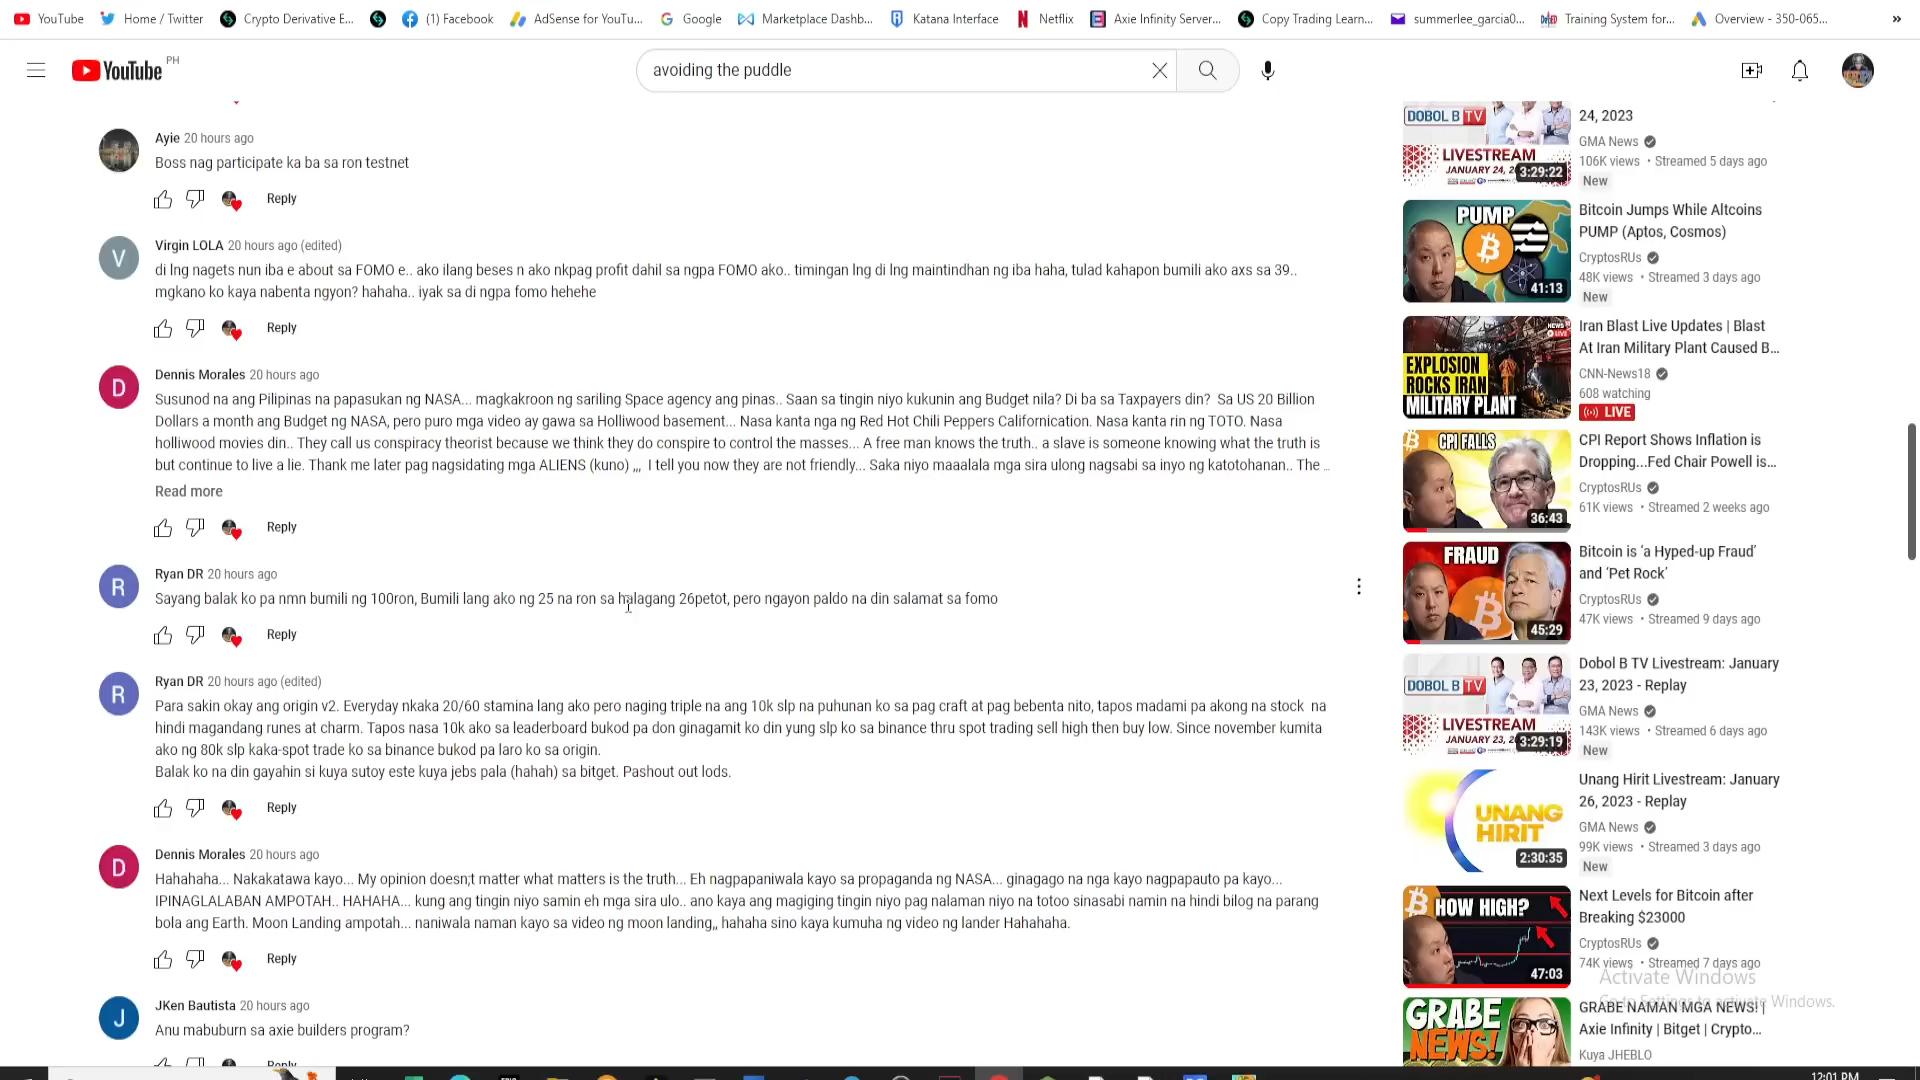 YouTube
Home / Twitter
Crypto Derivative E...
(1) Facebook
AdSense for YouTu...
Google
Marketplace Dashb...
Katana Interface
Netflix
Axie Infinity Server...
Copy Trading Learn...
summerlee_garcia0...
Training System for...
Overview - 350-065...
»
YouTube PH
avoiding the puddle
Ayie 20 hours ago
Boss nag participate ka ba sa ron testnet
Reply
Virgin LOLA 20 hours ago (edited)
di lng nagets nun iba e about sa FOMO e.. ako ilang beses n ako nkpag profit dahil sa ngpa FOMO ako.. timingan lng di lng maintindhan ng iba haha, tulad kahapon bumili ako axs sa 39..
mgkano ko kaya nabenta ngyon? hahaha.. iyak sa di ngpa fomo hehehe
Reply
Dennis Morales 20 hours ago
Susunod na ang Pilipinas na papasukan ng NASA... magkakroon ng sariling Space agency ang pinas.. Saan sa tingin niyo kukunin ang Budget nila? Di ba sa Taxpayers din? Sa US 20 Billion
Dollars a month ang Budget ng NASA, pero puro mga video ay gawa sa Holliwood basement... Nasa kanta nga ng Red Hot Chili Peppers Californication. Nasa kanta rin ng TOTO. Nasa
holliwood movies din.. They call us conspiracy theorist because we think they do conspire to control the masses... A free man knows the truth.. a slave is someone knowing what the truth is
but continue to live a lie. Thank me later pag nagsidating mga ALIENS (kuno) ,,, I tell you now they are not friendly... Saka niyo maaalala mga sira ulong nagsabi sa inyo ng katotohanan.. The ...
Read more
Reply
Ryan DR 20 hours ago
Sayang balak ko pa nmn bumili ng 100ron, Bumili lang ako ng 25 na ron sa halagang 26petot, pero ngayon paldo na din salamat sa fomo
Reply
Ryan DR 20 hours ago (edited)
Para sakin okay ang origin v2. Everyday nkaka 20/60 stamina lang ako pero naging triple na ang 10k slp na puhunan ko sa pag craft at pag bebenta nito, tapos madami pa akong na stock na
hindi magandang runes at charm. Tapos nasa 10k ako sa leaderboard bukod pa don ginagamit ko din yung slp ko sa binance thru spot trading sell high then buy low. Since november kumita
ako ng 80k slp kaka-spot trade ko sa binance bukod pa laro ko sa origin.
Balak ko na din gayahin si kuya sutoy este kuya jebs pala (hahah) sa bitget. Pashout out lods.
Reply
Dennis Morales 20 hours ago
Hahahaha... Nakakatawa kayo... My opinion doesn;t matter what matters is the truth... Eh nagpapaniwala kayo sa propaganda ng NASA... ginagago na nga kayo nagpapauto pa kayo...
IPINAGLALABAN AMPOTAH.. HAHAHA... kung ang tingin niyo samin eh mga sira ulo.. ano kaya ang magiging tingin niyo pag nalaman niyo na totoo sinasabi namin na hindi bilog na parang
bola ang Earth. Moon Landing ampotah... naniwala naman kayo sa video ng moon landing,, hahaha sino kaya kumuha ng video ng lander Hahahaha.
Reply
JKen Bautista 20 hours ago
Anu mabuburn sa axie builders program?
Reply
DOBOL B TV
LIVESTREAM
JANUARY 24, 
3:29:22
24, 2023
GMA News
106K views • Streamed 5 days ago
New
PUMP
41:13
Bitcoin Jumps While Altcoins
PUMP (Aptos, Cosmos)
CryptosRUs
48K views • Streamed 3 days ago
New
NEWS
LIVE
EXPLOSION
ROCKS IRAN
MILITARY PLANT
Iran Blast Live Updates | Blast
At Iran Military Plant Caused B...
CNN-News18
608 watching
LIVE
CPI FALLS
36:43
CPI Report Shows Inflation is
Dropping...Fed Chair Powell is...
CryptosRUs
61K views • Streamed 2 weeks ago
FRAUD
45:29
Bitcoin is ‘a Hyped-up Fraud’
and ‘Pet Rock’
CryptosRUs
47K views • Streamed 9 days ago
DOBOL B TV
LIVESTREAM
JANUARY 23, 
3:29:19
Dobol B TV Livestream: January
23, 2023 - Replay
GMA News
143K views • Streamed 6 days ago
New
UNANG
HIRIT
2:30:35
Unang Hirit Livestream: January
26, 2023 - Replay
GMA News
99K views • Streamed 3 days ago
New
HOW HIGH?
47:03
Next Levels for Bitcoin after
Breaking $23000
CryptosRUs
74K views • Streamed 7 days ago
Activate Windows
Go to Settings to activate Windows.
GRABE
NEWS!
GRABE NAMAN MGA NEWS! |
Axie Infinity | Bitget | Crypto...
Kuya JHEBLO
12:01 PM